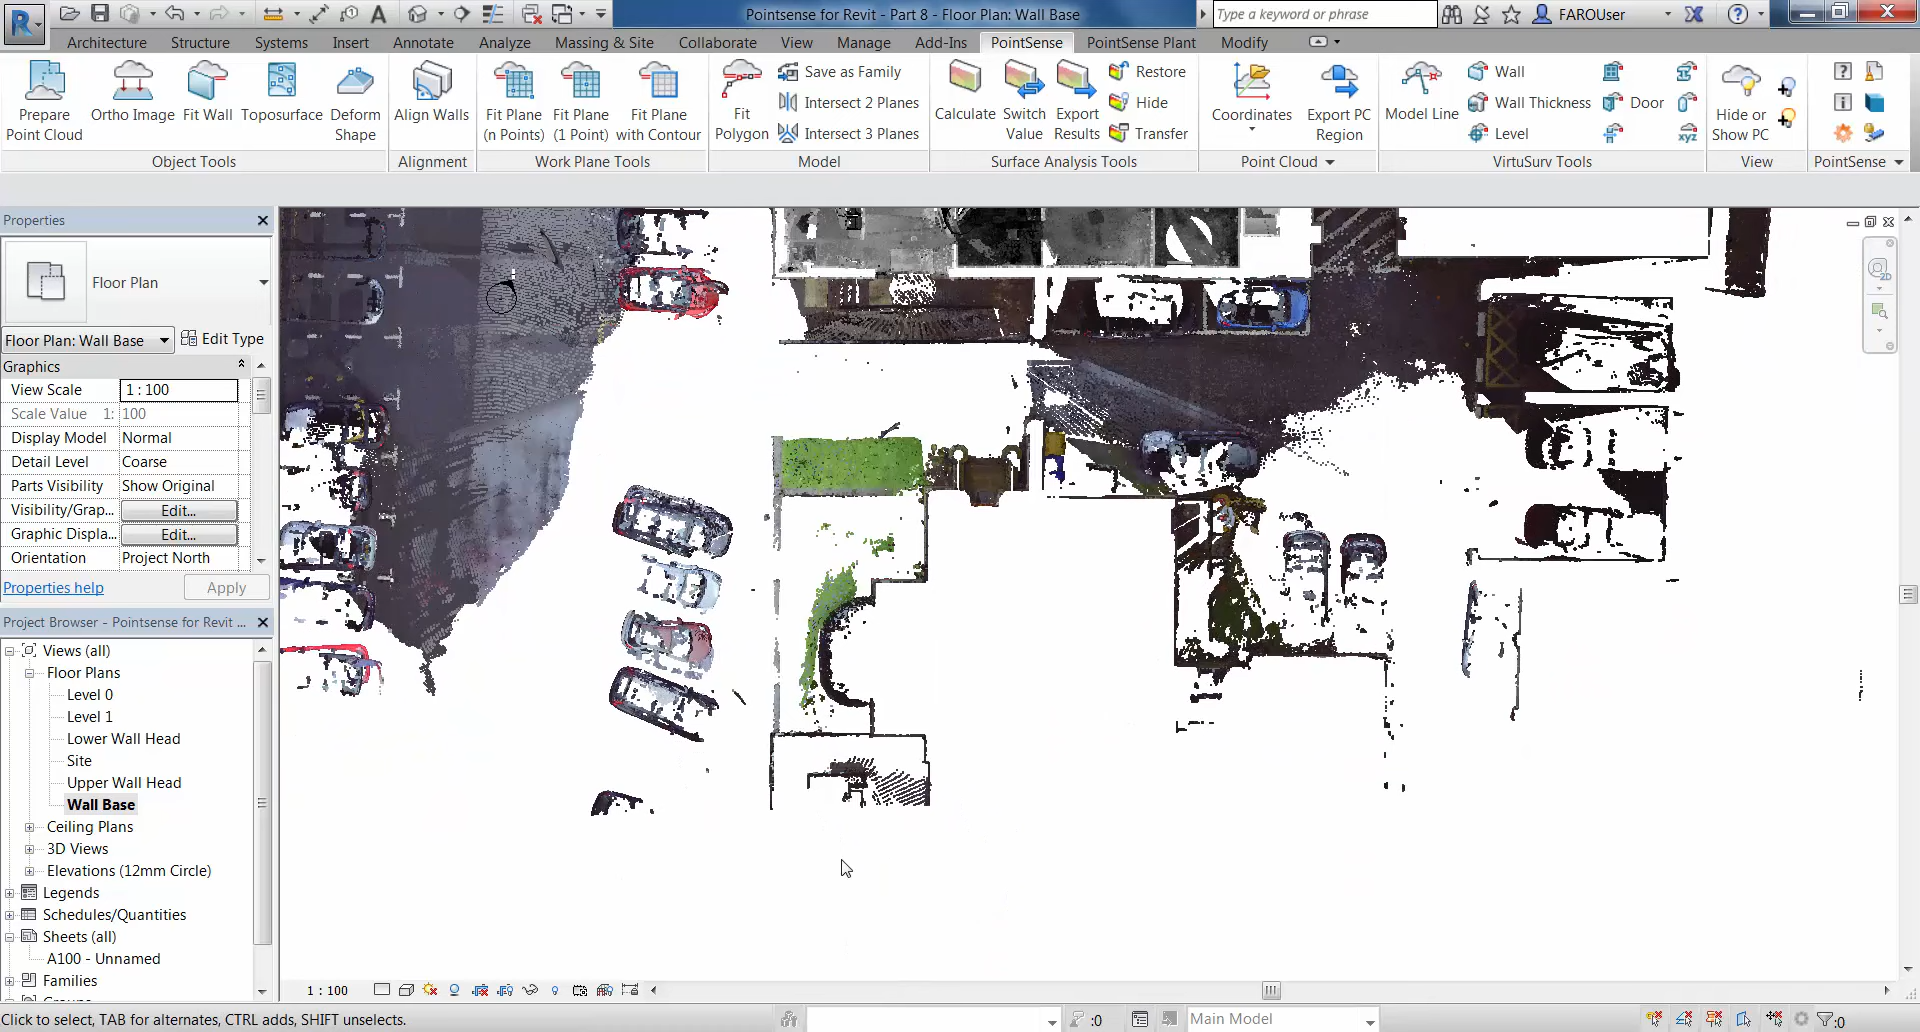 Pointsense for Revit - Part 8 - Floor Plan: Wall Base
Type a keyword or phrase
FAROUser
Architecture Structure Systems Insert Annotate Analyze Massing & Site Collaborate View Manage Add-Ins PointSense PointSense Plant Modify
Prepare Point Cloud
Ortho Image
Fit Wall
Toposurface
Deform Shape
Object Tools
Align Walls
Alignment
Fit Plane (n Points)
Fit Plane (1 Point)
Fit Plane with Contour
Work Plane Tools
Fit Polygon
Save as Family
Intersect 2 Planes
Intersect 3 Planes
Model
Calculate
Switch Value
Export Results
Restore
Hide
Transfer
Surface Analysis Tools
Coordinates
Export PC Region
Point Cloud
Model Line
Wall
Wall Thickness
Level
Door
xyz
VirtuSurv Tools
Hide or Show PC
View
PointSense
Properties
Floor Plan
Floor Plan: Wall Base Edit Type
Graphics
View Scale 1 : 100
Scale Value 1: 100
Display Model Normal
Detail Level Coarse
Parts Visibility Show Original
Visibility/Grap... Edit...
Graphic Displa... Edit...
Orientation Project North
Properties help Apply
Project Browser - Pointsense for Revit ...
Views (all)
Floor Plans
Level 0
Level 1
Lower Wall Head
Site
Upper Wall Head
Wall Base
Ceiling Plans
3D Views
Elevations (12mm Circle)
Legends
Schedules/Quantities
Sheets (all)
A100 - Unnamed
Families
1 : 100
Click to select, TAB for alternates, CTRL adds, SHIFT unselects.
:0
Main Model
:0